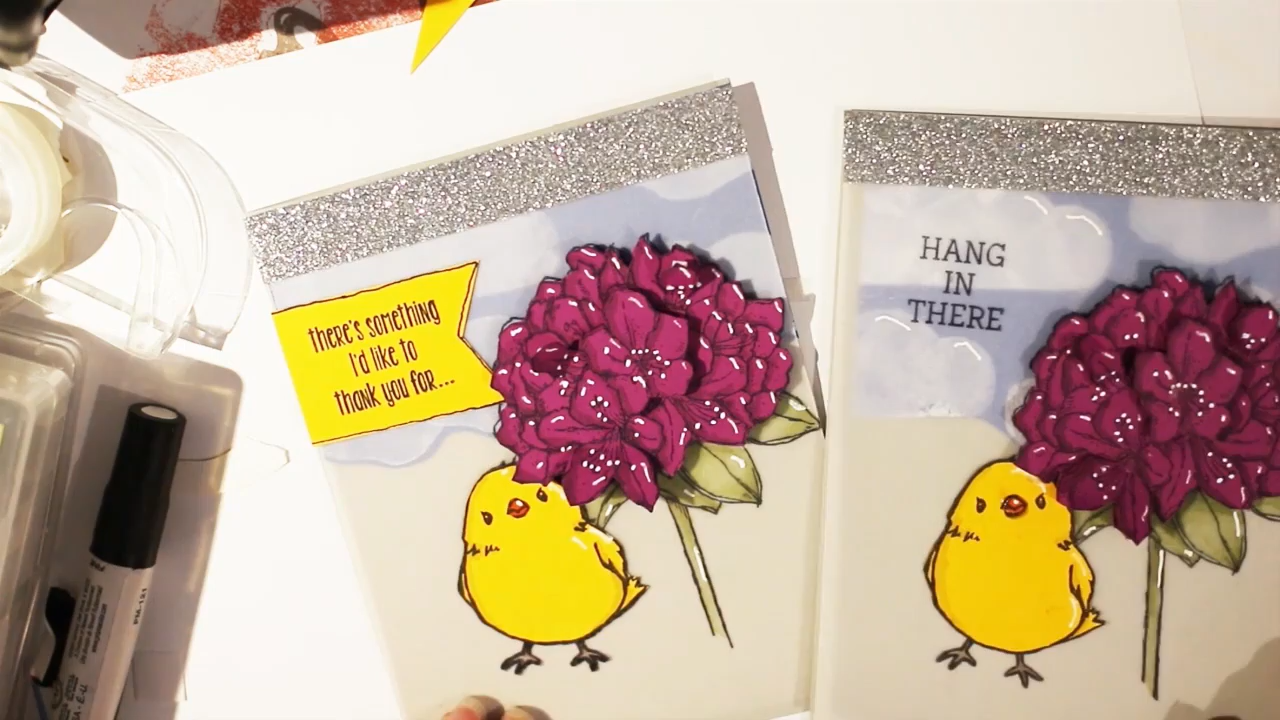 there's something
I'd like to
thank you for...
HANG
IN
THERE